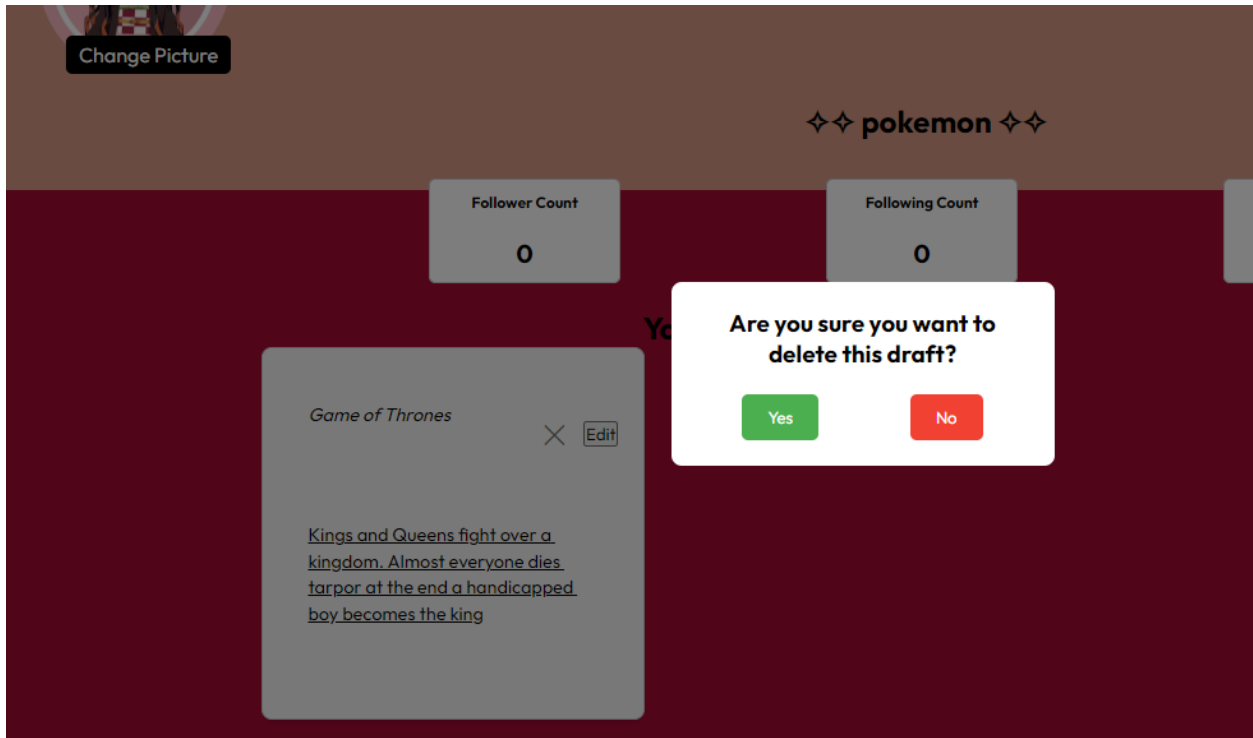 Change Picture
✧✧ pokemon ✧✧
Follower Count
Following Count
0
0
Are you sure you want to
delete this draft?
Yes
No
Game of Thrones
Edit
Kings and Queens fight over a
kingdom. Almost everyone dies
tarpor at the end a handicapped
boy becomes the king